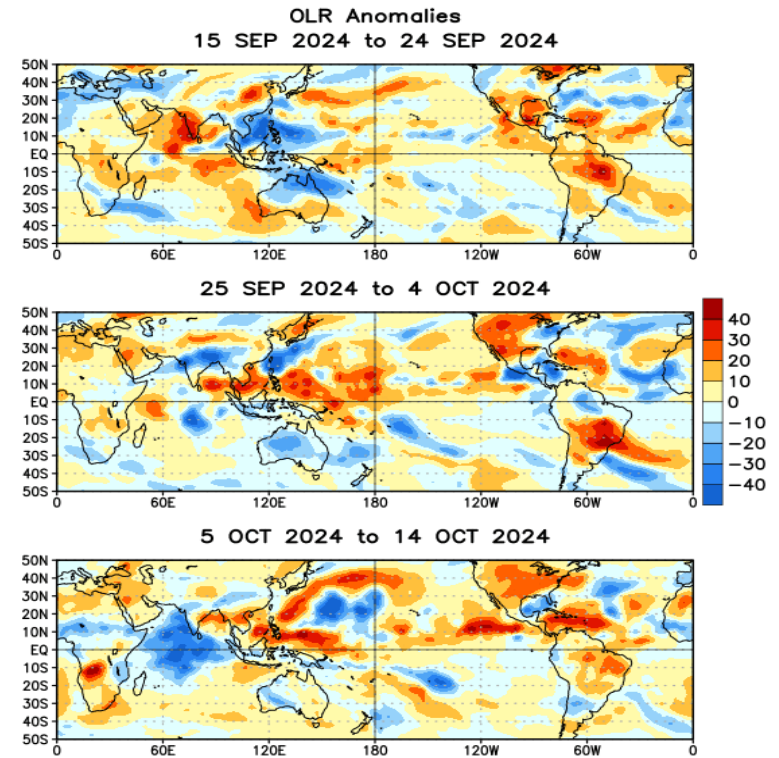 OLR Anomalies
15 SEP 2024 to 24 SEP 2024
50N
40N
30N
20N
10N
EQ
10S
20S
30S
40S
50S
0 60E 120E 180 120W 60W 0
25 SEP 2024 to 4 OCT 2024
50N
40N
30N
20N
10N
EQ
10S
20S
30S
40S
50S
0 60E 120E 180 120W 60W 0
40
30
20
10
0
-10
-20
-30
-40
5 OCT 2024 to 14 OCT 2024
50N
40N
30N
20N
10N
EQ
10S
20S
30S
40S
50S
0 60E 120E 180 120W 60W 0